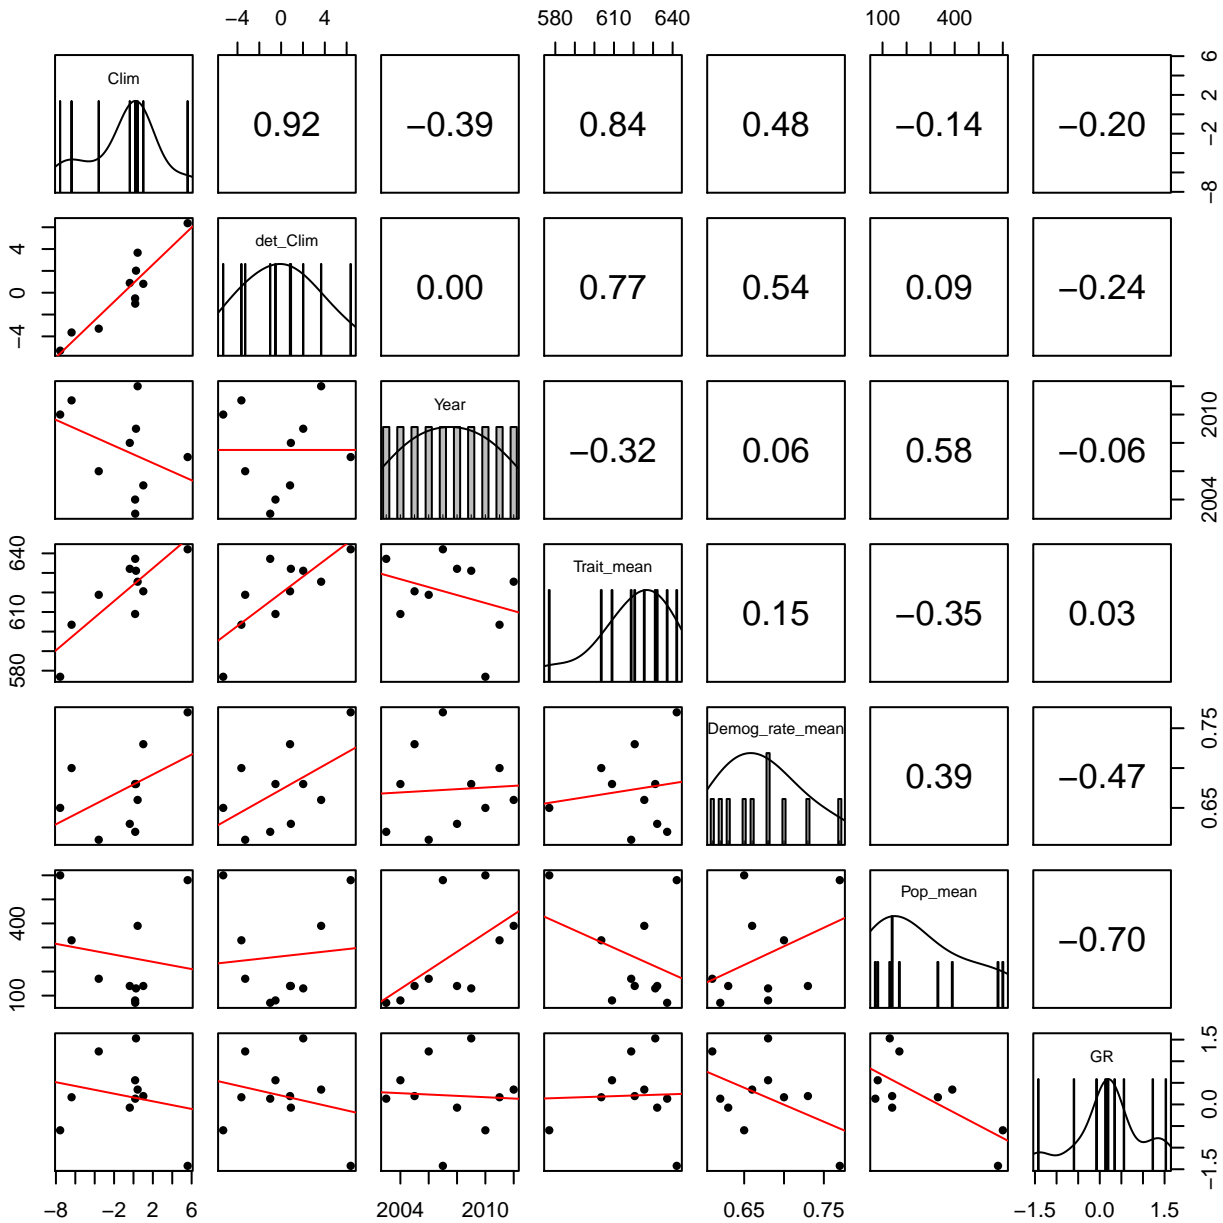 −4 0 4 580 610 640 100 400
Clim
0.92 −0.39 0.84 0.48 −0.14 −0.20
−8 −2 2 6
−4 0 4
det_Clim
0.00 0.77 0.54 0.09 −0.24
Year
−0.32 0.06 0.58 −0.06
2004 2010
580 610 640
Trait_mean
0.15 −0.35 0.03
Demog_rate_mean
0.39 −0.47
0.65 0.75
100 400
Pop_mean
−0.70
GR
−1.5 0.0 1.5
−8 −2 2 6 2004 2010 0.65 0.75 −1.5 0.0 1.5